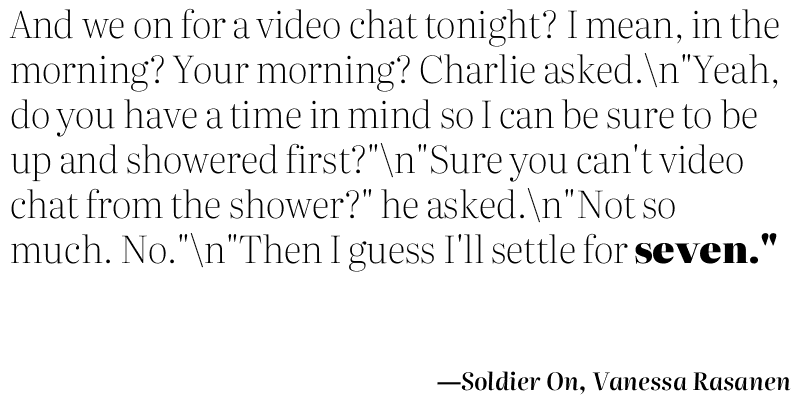 And we on for a video chat tonight? I mean, in the
morning? Your morning? Charlie asked.\n"Yeah,
do you have a time in mind so I can be sure to be
up and showered first?"\n"Sure you can't video
chat from the shower?" he asked.\n"Not so
much. No."\n"Then I guess I'll settle for seven."
—Soldier On, Vanessa Rasanen